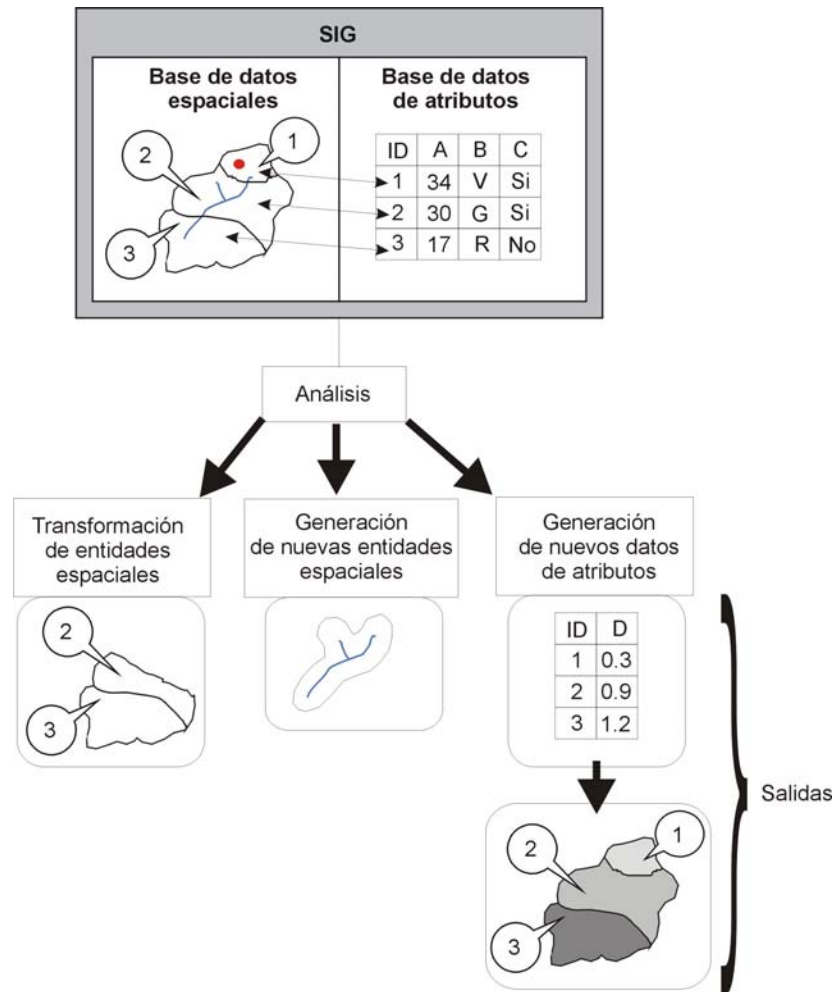 SIG
Base de datos
espaciales
Base de datos
de atributos
1
2
3
ID A B C
1 34 V Si
2 30 G Si
3 17 R No
Análisis
Transformación
de entidades
espaciales
Generación
de nuevas entidades
espaciales
Generación
de nuevos datos
de atributos
2
3
ID D
1 0.3
2 0.9
3 1.2
Salidas
1
2
3